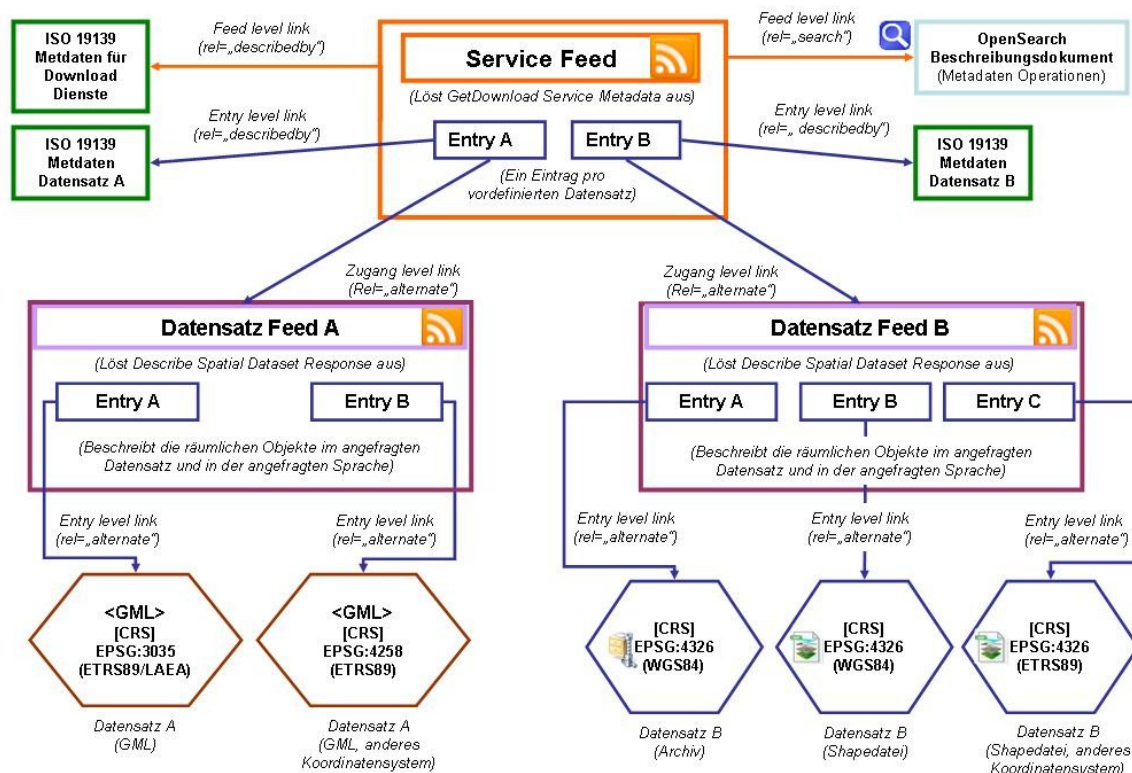 ISO 19139
Metdaten für
Download
Dienste
Feed level link
(rel=„describedby“)
Service Feed
(Löst GetDownload Service Metadata aus)
Feed level link
(rel=„search“)
OpenSearch
Beschreibungsdokument
(Metadaten Operationen)
Entry level link
(rel=„describedby“)
ISO 19139
Metdaten
Datensatz A
Entry A
Entry B
(Ein Eintrag pro
vordefinierten Datensatz)
Entry level link
(rel=„ describedby“)
ISO 19139
Metdaten
Datensatz B
Zugang level link
(Rel=„alternate“)
Zugang level link
(Rel=„alternate“)
Datensatz Feed A
(Löst Describe Spatial Dataset Response aus)
Entry A
Entry B
(Beschreibt die räumlichen Objekte im angefragten
Datensatz und in der angefragten Sprache)
Datensatz Feed B
(Löst Describe Spatial Dataset Response aus)
Entry A
Entry B
Entry C
(Beschreibt die räumlichen Objekte im angefragten
Datensatz und in der angefragten Sprache)
Entry level link
(rel=„alternate“)
Entry level link
(rel=„alternate“)
Entry level link
(rel=„alternate“)
Entry level link
(rel=„alternate“)
Entry level link
(rel=„alternate“)
<GML>
[CRS]
EPSG:3035
(ETRS89/LAEA)
Datensatz A
(GML)
<GML>
[CRS]
EPSG:4258
(ETRS89)
Datensatz A
(GML, anderes
Koordinatensystem)
[CRS]
EPSG:4326
(WGS84)
Datensatz B
(Archiv)
[CRS]
EPSG:4326
(WGS84)
Datensatz B
(Shapedatei)
[CRS]
EPSG:4326
(ETRS89)
Datensatz B
(Shapedatei, anderes
Koordinatensystem)